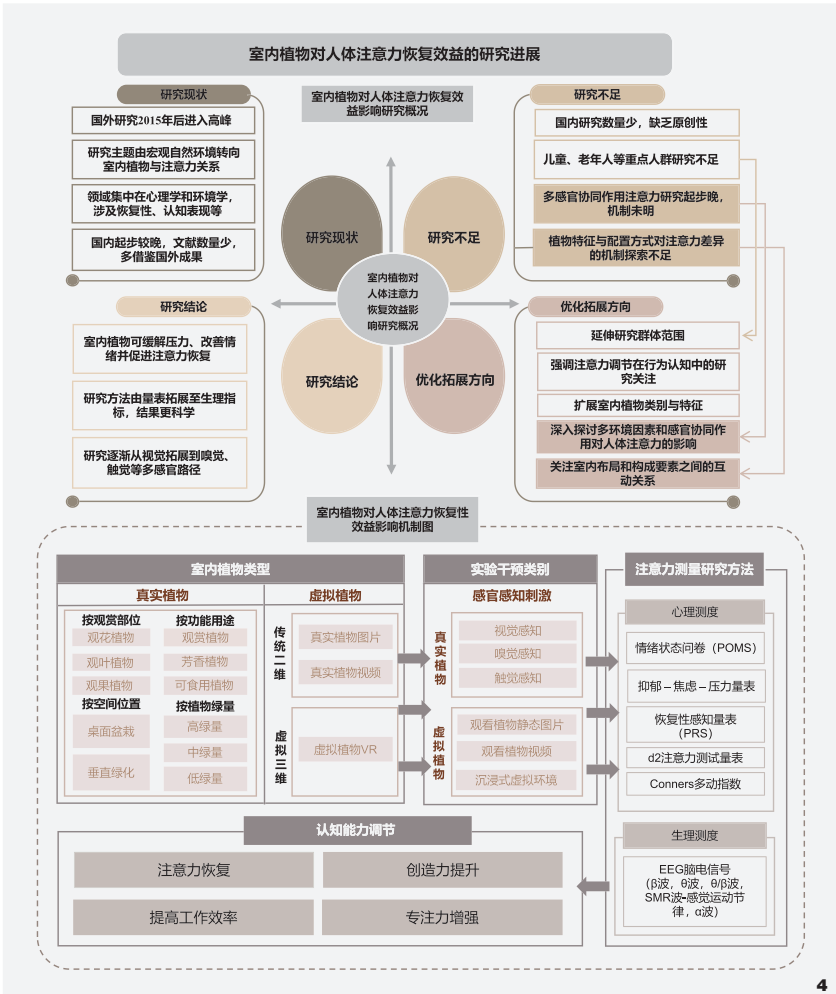 室内植物对人体注意力恢复效益的研究进展
研究现状
国外研究2015年后进入高峰
研究主题由宏观自然环境转向
室内植物与注意力关系
领域集中在心理学和环境学，
涉及恢复性、认知表现等
国内起步较晚，文献数量少，
多借鉴国外成果
室内植物对人体注意力恢复效
益影响研究概况
研究不足
国内研究数量少，缺乏原创性
儿童、老年人等重点人群研究不足
多感官协同作用注意力研究起步晚，
机制未明
植物特征与配置方式对注意力差异
的机制探索不足
研究现状
研究不足
室内植物对
人体注意力
恢复效益影
响研究概况
研究结论
优化拓展方向
研究结论
室内植物可缓解压力、改善情
绪并促进注意力恢复
研究方法由量表拓展至生理指
标，结果更科学
研究逐渐从视觉拓展到嗅觉、
触觉等多感官路径
优化拓展方向
延伸研究群体范围
强调注意力调节在行为认知中的研
究关注
扩展室内植物类别与特征
深入探讨多环境因素和感官协同作
用对人体注意力的影响
关注室内布局和构成要素之间的互
动关系
室内植物对人体注意力恢复性
效益影响机制图
室内植物类型
真实植物
虚拟植物
按观赏部位
观花植物
观叶植物
观果植物
按空间位置
桌面盆栽
垂直绿化
按功能用途
观赏植物
芳香植物
可食用植物
按植物绿量
高绿量
中绿量
低绿量
传统二维
真实植物图片
真实植物视频
虚拟三维
虚拟植物VR
实验干预类别
感官感知刺激
真实植物
视觉感知
嗅觉感知
触觉感知
虚拟植物
观看植物静态图片
观看植物视频
沉浸式虚拟环境
注意力测量研究方法
心理测度
情绪状态问卷（POMS）
抑郁–焦虑–压力量表
恢复性感知量表
（PRS）
d2注意力测试量表
Conners多动指数
生理测度
EEG脑电信号
（β波，θ波，θ/β波，
SMR波-感觉运动节
律，α波）
认知能力调节
注意力恢复
创造力提升
提高工作效率
专注力增强
4